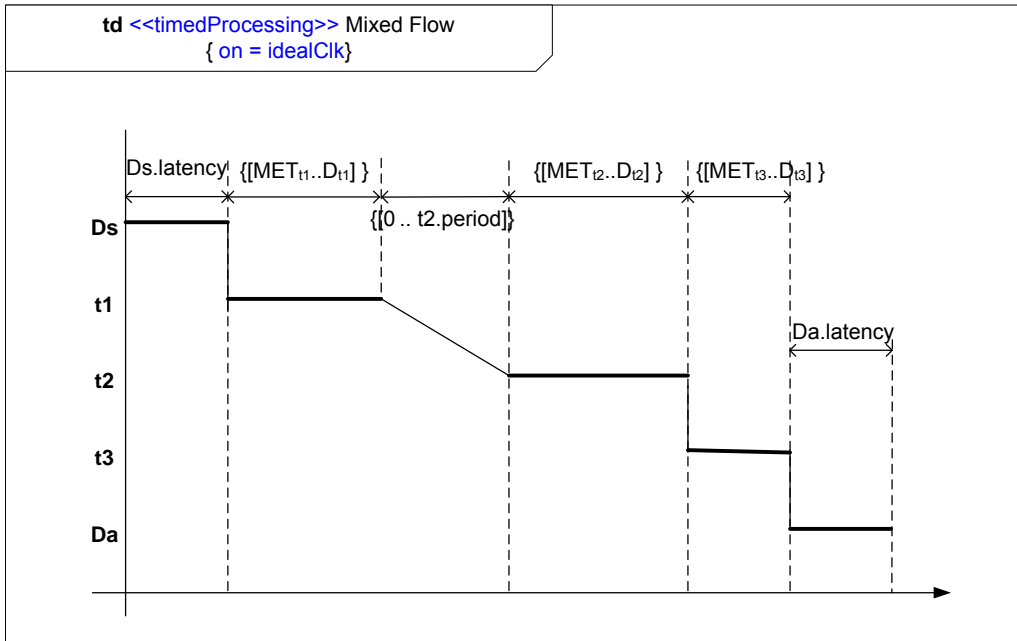 td <<timedProcessing>> Mixed Flow
{ on = idealClk}
Ds.latency {[METt1..Dt1] } {[METt2..Dt2] } {[METt3..Dt3] }
{[0 .. t2.period]}
Ds
t1
Da.latency
t2
t3
Da